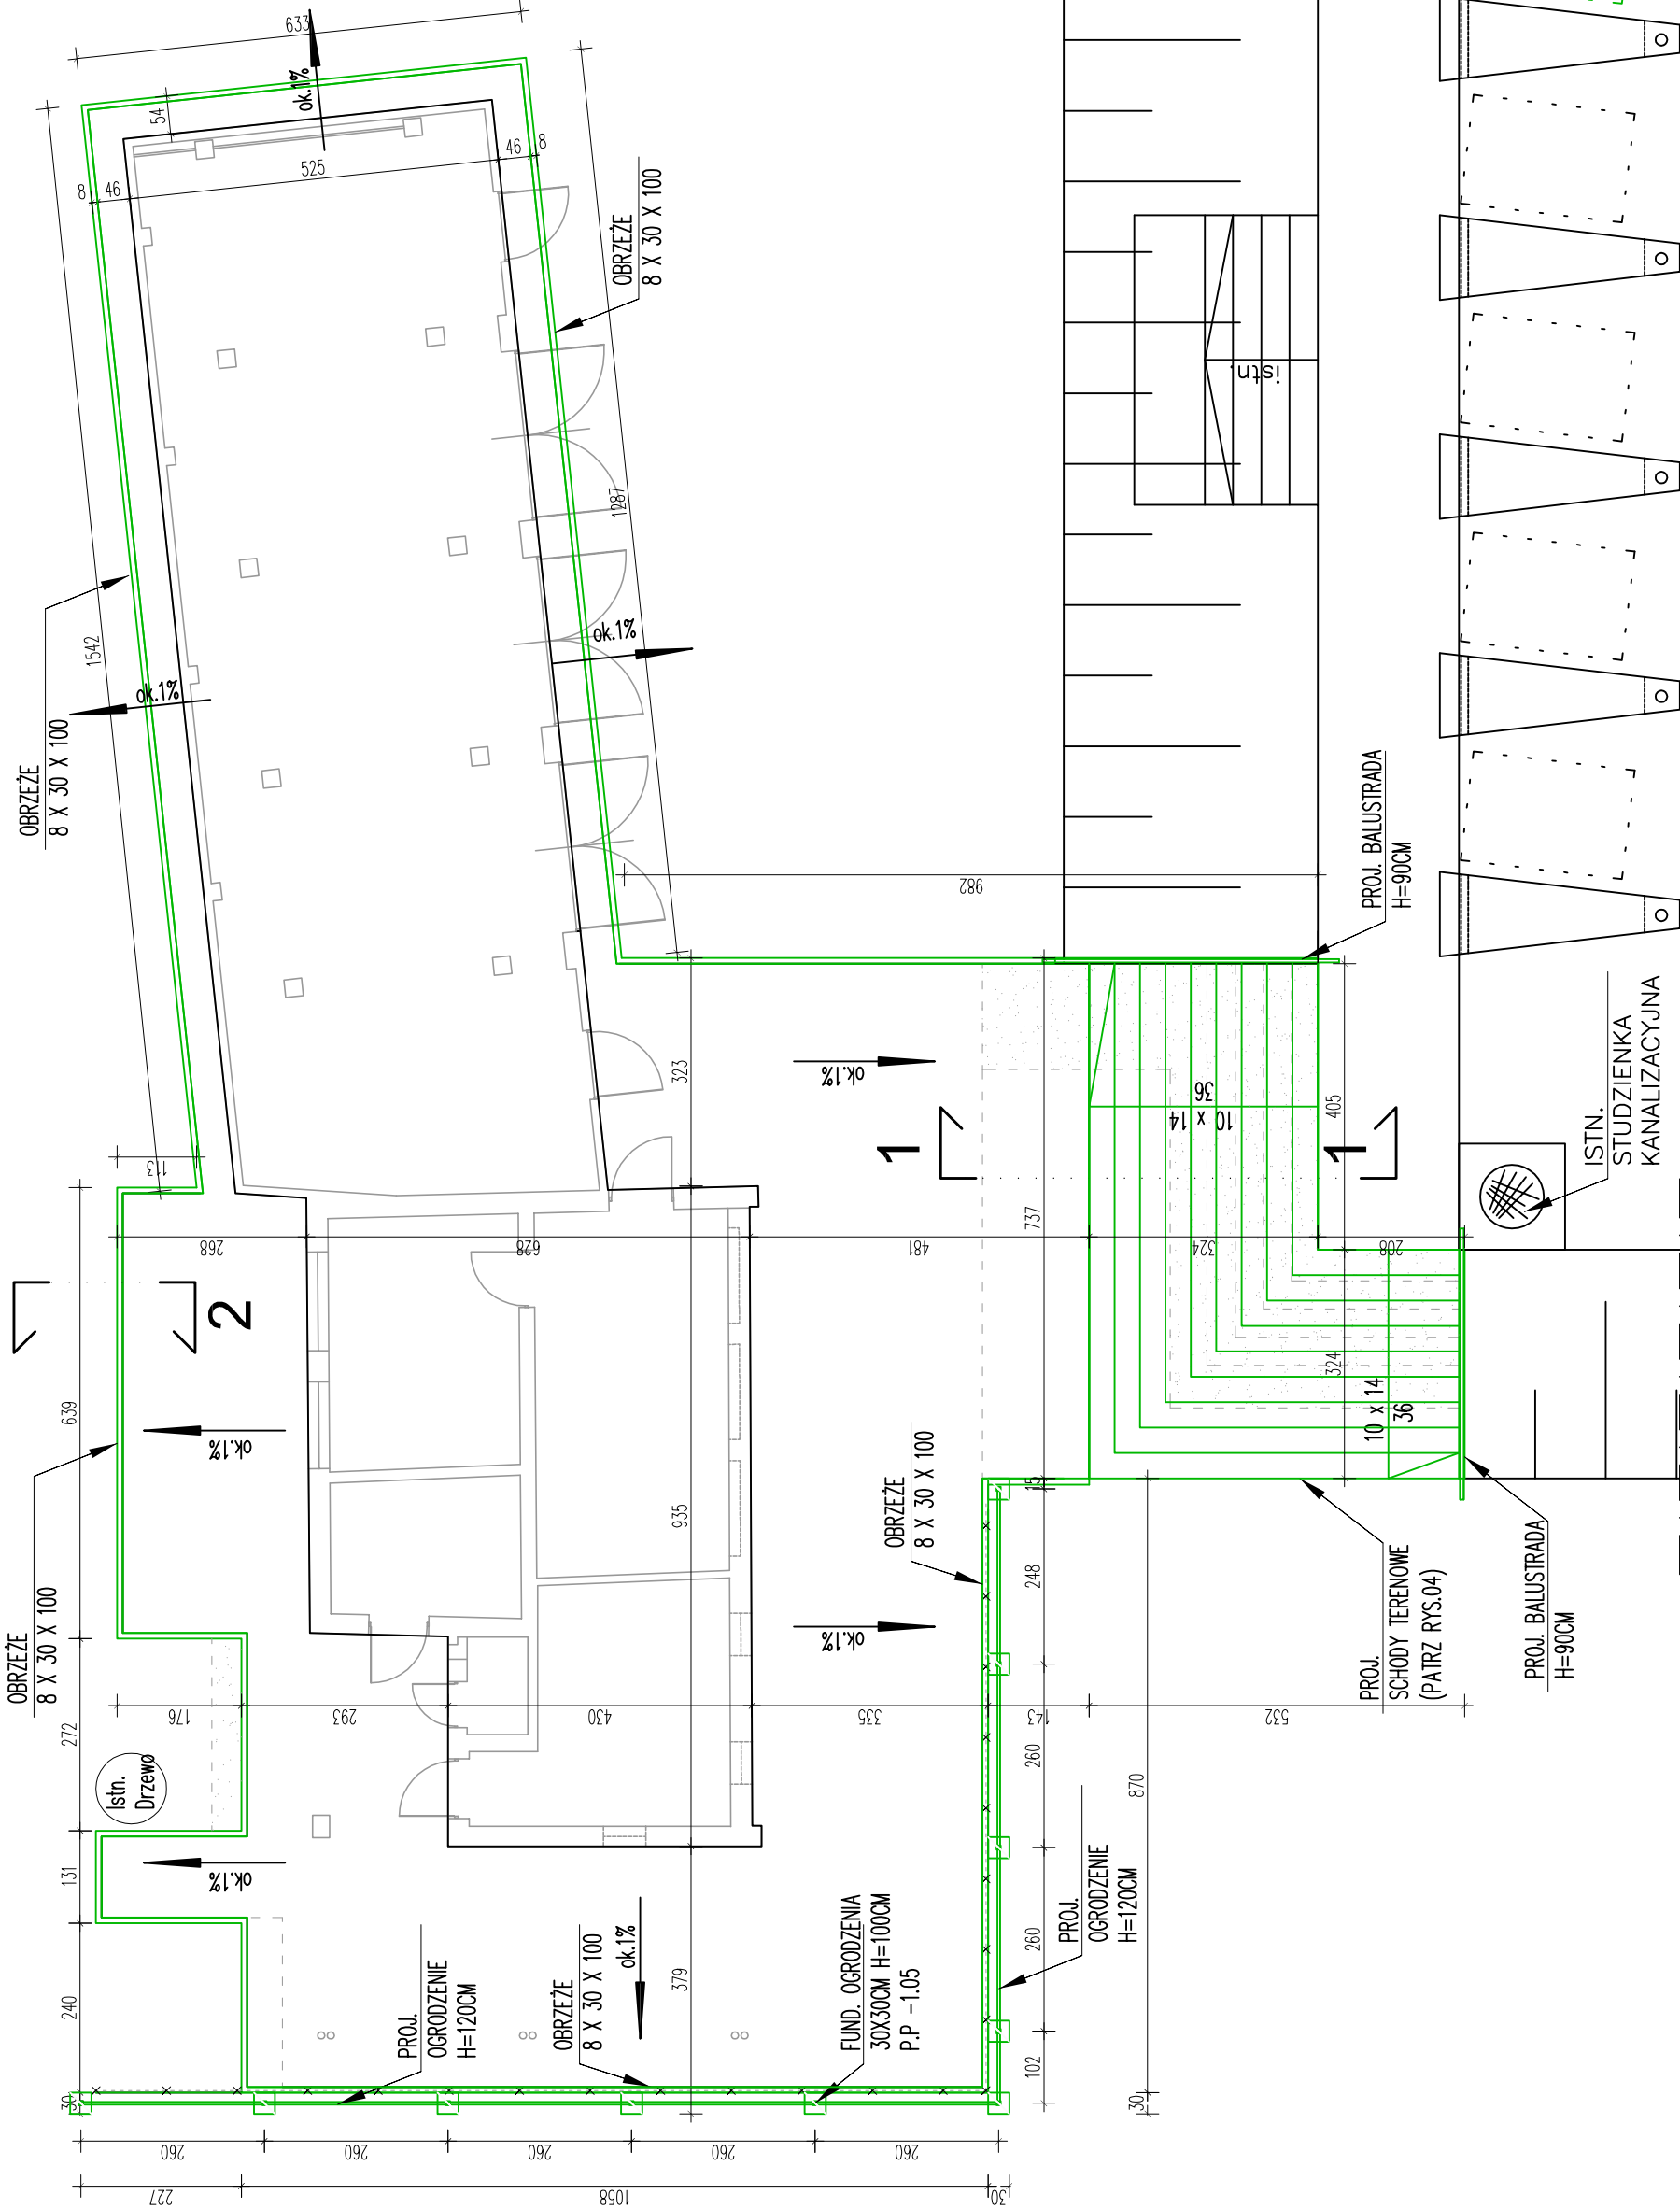 633
ok.1%
54
8
46
525
46
8
OBRZEŻE
8 X 30 X 100
1542
OBRZEŻE
8 X 30 X 100
ok.1%
ok.1%
1287
istn.
982
PROJ. BALUSTRADA
H=90CM
113
323
ok.1%
1
10 x 14
36
405
1
ISTN.
STUDZIENKA
KANALIZACYJNA
268
628
481
737
324
208
2
639
ok.1%
OBRZEŻE
8 X 30 X 100
935
OBRZEŻE
8 X 30 X 100
324
10 x 14
36
15
248
ok.1%
PROJ.
SCHODY TERENOWE
(PATRZ RYS.04)
PROJ. BALUSTRADA
H=90CM
176
293
430
335
143
532
272
Istn.
Drzewo
260
870
131
ok.1%
240
379
ok.1%
PROJ.
OGRODZENIE
H=120CM
OBRZEŻE
8 X 30 X 100
FUND. OGRODZENIA
30X30CM H=100CM
P.P -1.05
260
PROJ.
OGRODZENIE
H=120CM
102
30
30
260
260
260
260
260
227
1058
30